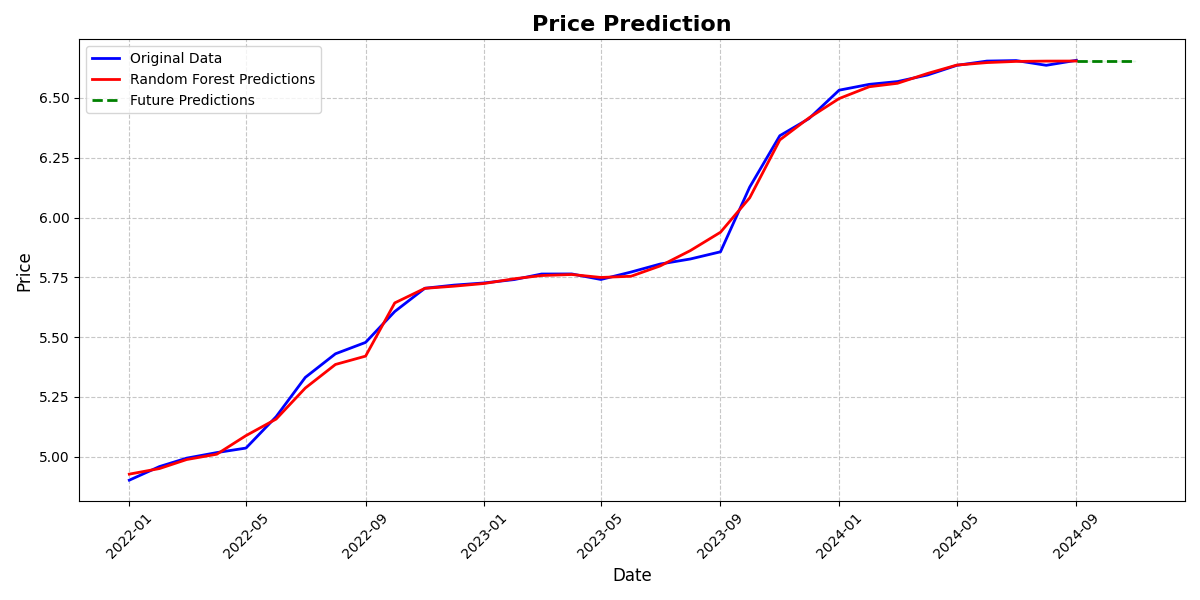 Price Prediction
Original Data
Random Forest Predictions
Future Predictions
Price
6.50
6.25
6.00
5.75
5.50
5.25
5.00
2022-01
2022-05
2022-09
2023-01
2023-05
2023-09
2024-01
2024-05
2024-09
Date